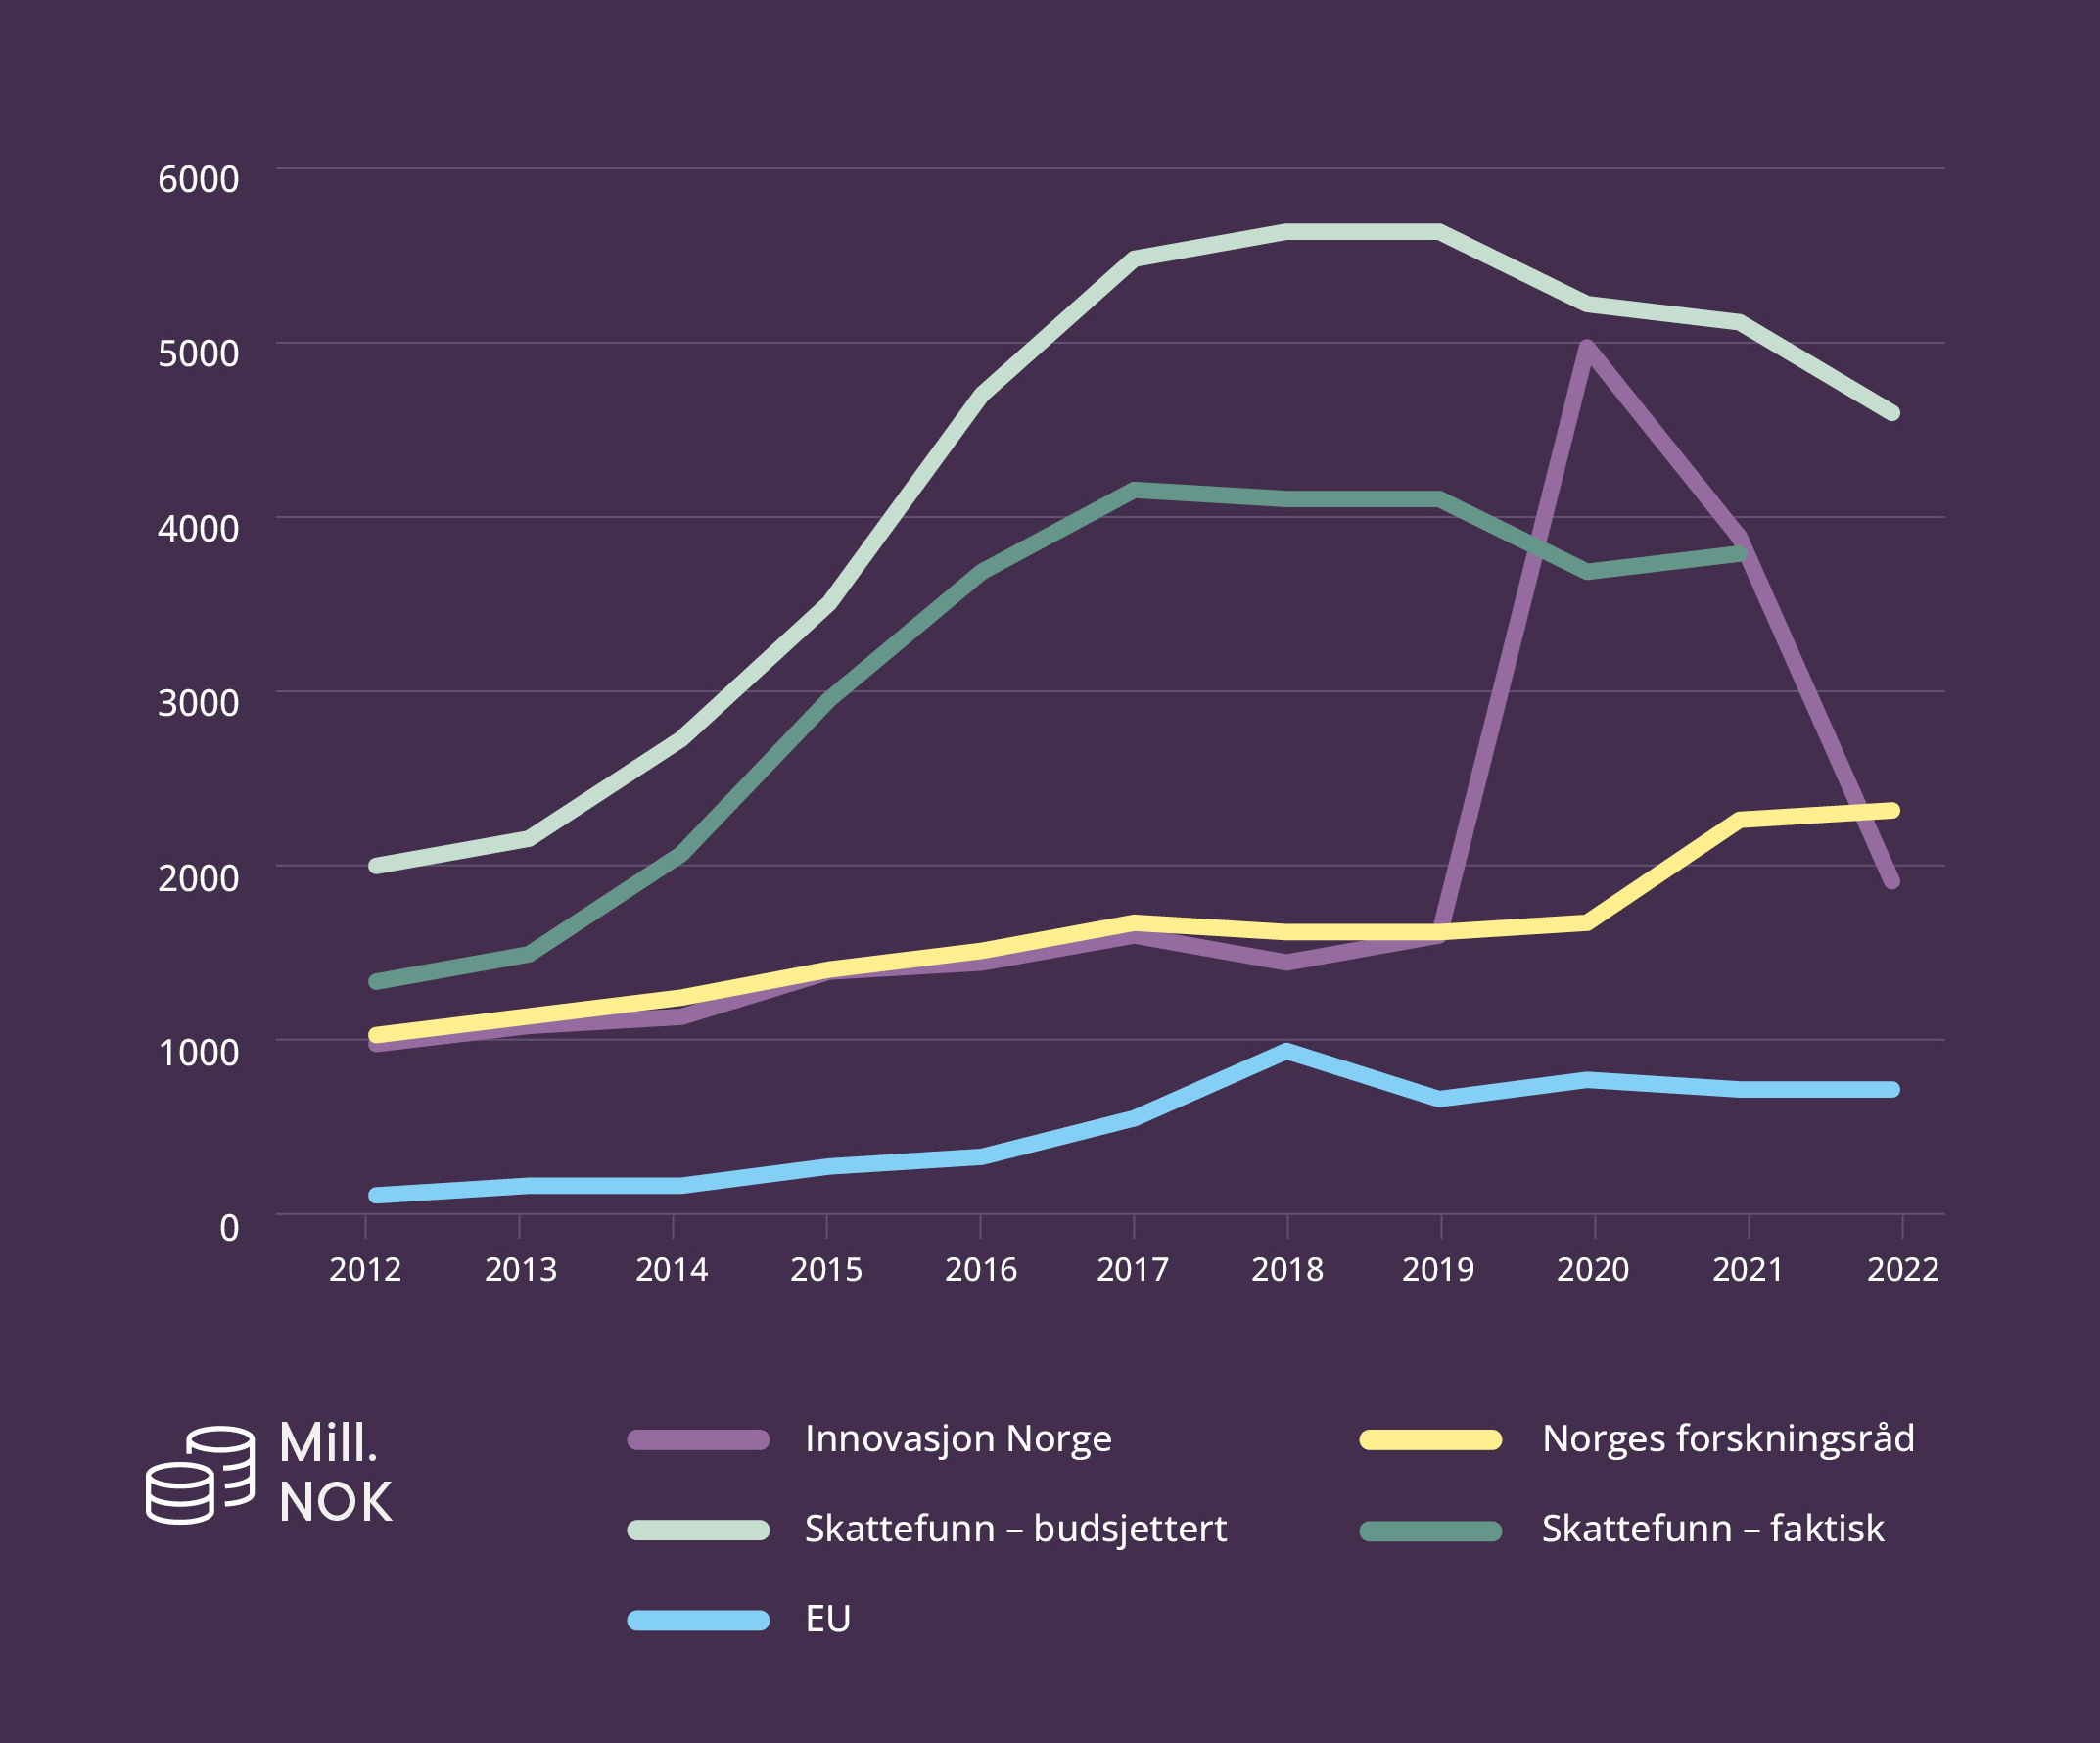 6000
5000
4000
3000
2000
1000
0
2012 2013 2014 2015 2016 2017 2018 2019 2020 2021 2022
Mill.
NOK
Innovasjon Norge
Norges forskningsråd
Skattefunn – budsjettert
Skattefunn – faktisk
EU